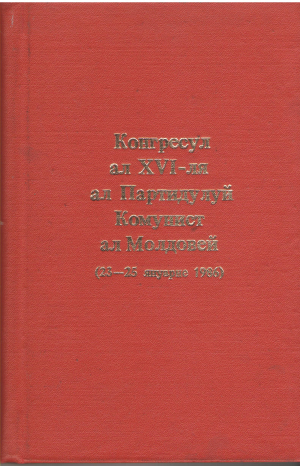 Конгресул
ал XVI-ля
ал Партидулуй
Комунист
ал Молдовей
(23—25 януарие 1986)